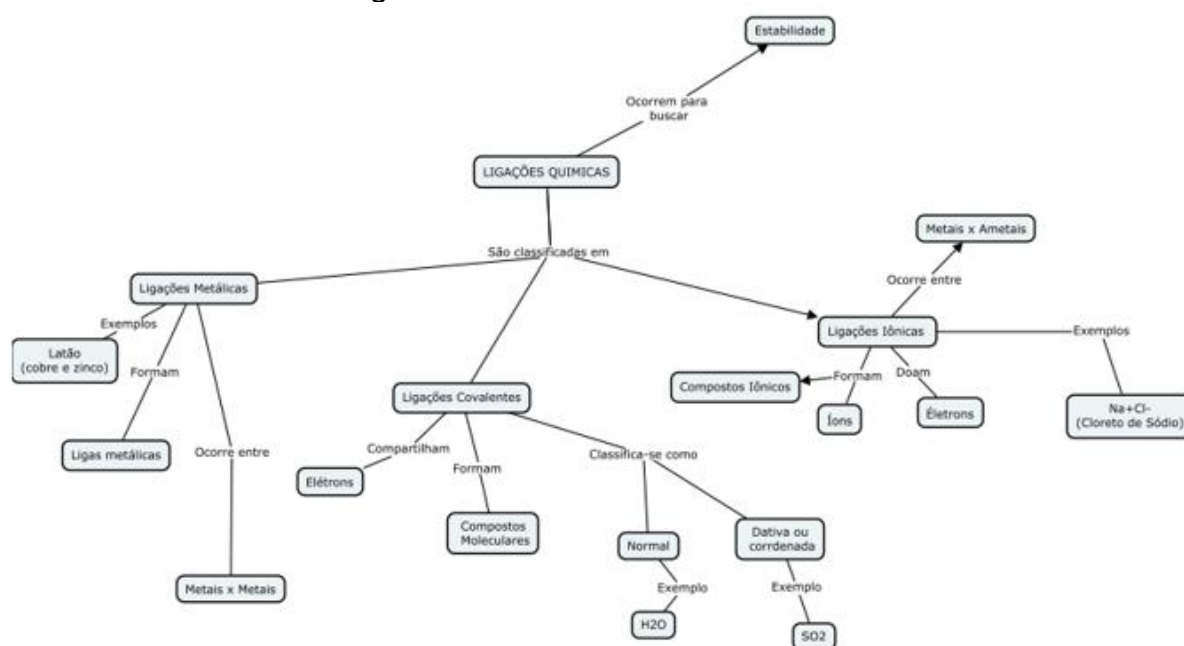 Estabilidade
Ocorrem para
buscar
LIGAÇÕES QUIMICAS
São classificadas em
Metais x Ametais
Ocorre entre
Ligações Metálicas
Exemplos
Latão
(cobre e zinco)
Formam
Ligas metálicas
Ocorre entre
Metais x Metais
Ligações Covalentes
Compartilham
Elétrons
Formam
Compostos
Moleculares
Classifica-se como
Normal
Exemplo
H2O
Dativa ou
corrdenada
Exemplo
SO2
Ligações Iônicas
Formam
Compostos Iônicos
Íons
Doam
Életrons
Exemplos
Na+Cl-
(Cloreto de Sódio)